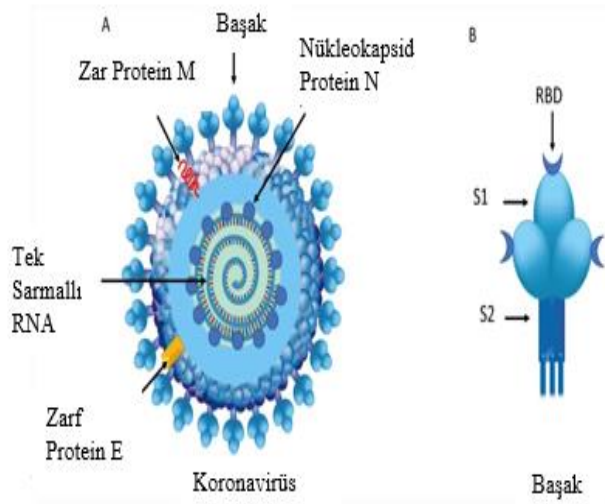 A
Başak
Zar Protein M
Nükleokapsid
Protein N
Tek
Sarmallı
RNA
Zarf
Protein E
Koronavirüs
B
RBD
S1
S2
Başak